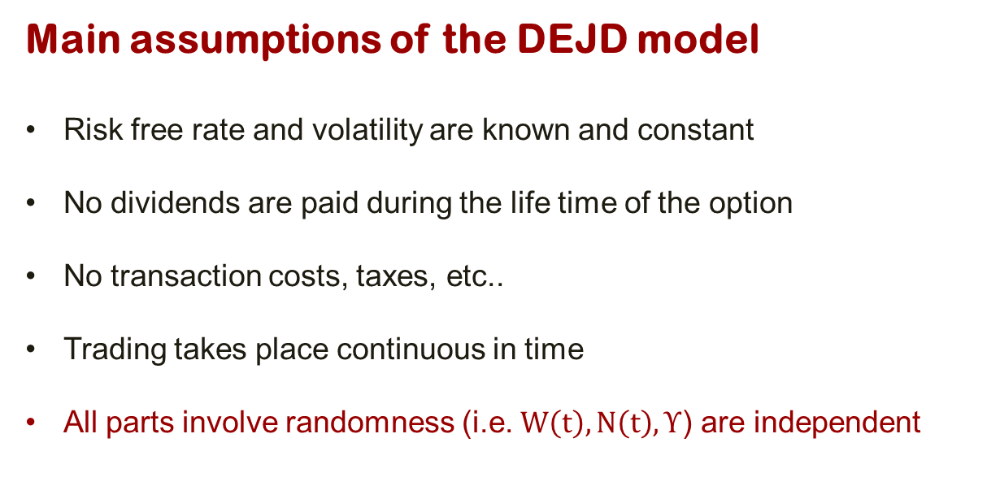 Main assumptions of the DEJD model
• Risk free rate and volatility are known and constant
• No dividends are paid during the life time of the option
• No transaction costs, taxes, etc..
• Trading takes place continuous in time
• All parts involve randomness (i.e. W(t), N(t), ϒ) are independent